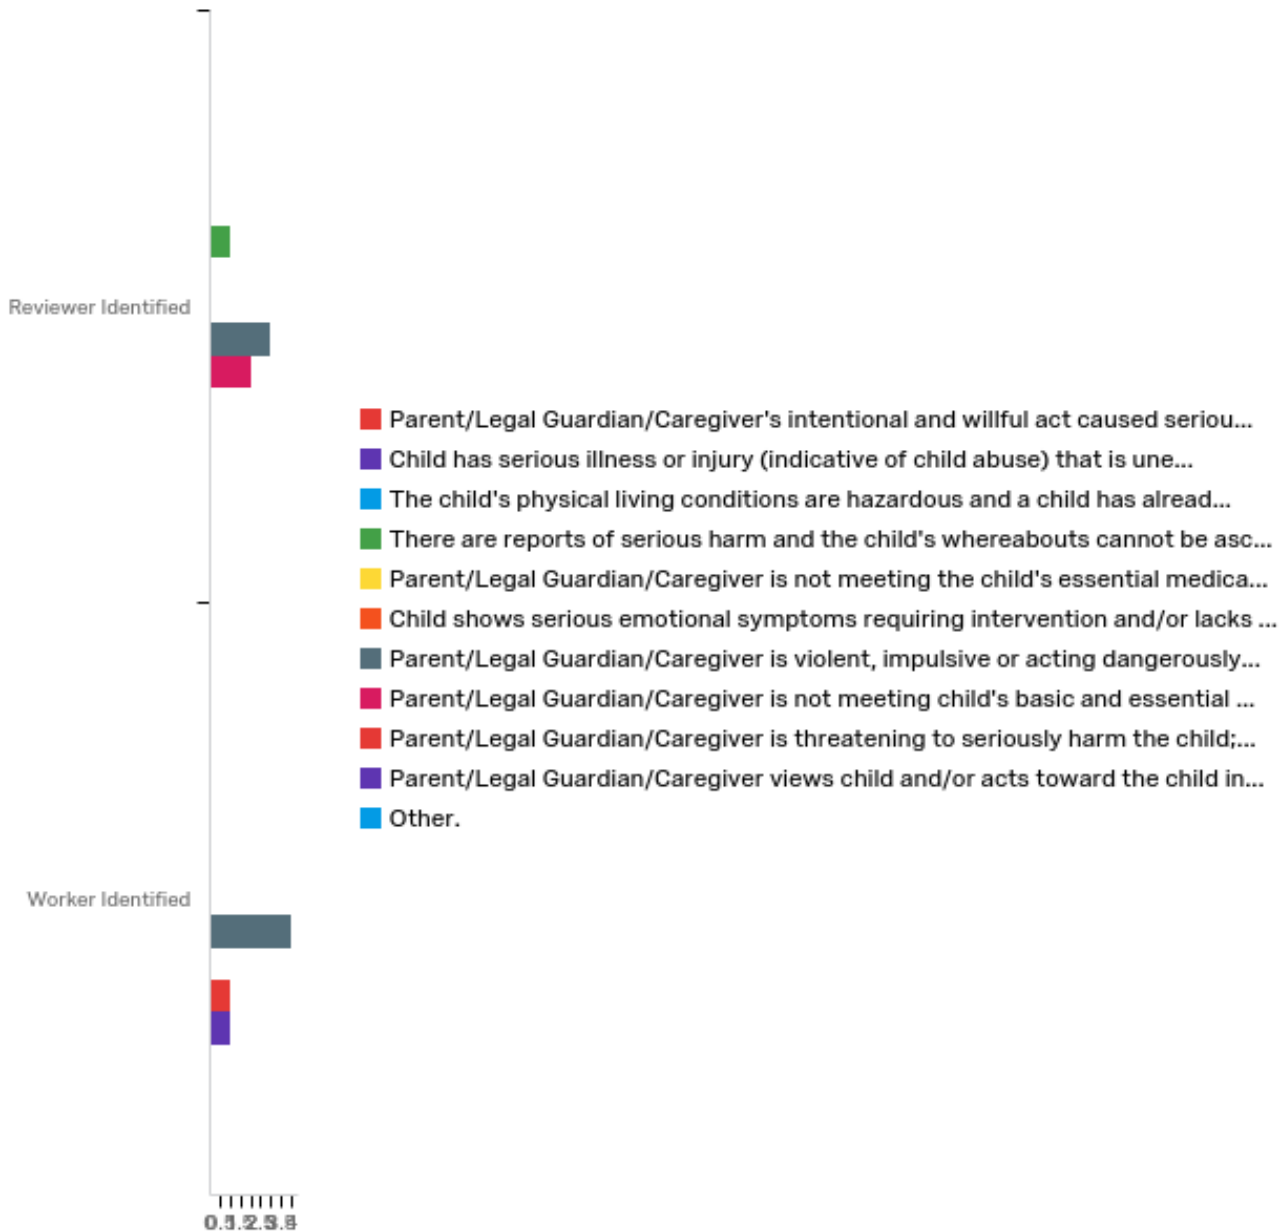 Reviewer Identified
Parent/Legal Guardian/Caregiver's intentional and willful act caused seriou...
Child has serious illness or injury (indicative of child abuse) that is une...
The child's physical living conditions are hazardous and a child has alread...
There are reports of serious harm and the child's whereabouts cannot be asc...
Parent/Legal Guardian/Caregiver is not meeting the child's essential medica...
Child shows serious emotional symptoms requiring intervention and/or lacks ...
Parent/Legal Guardian/Caregiver is violent, impulsive or acting dangerously...
Parent/Legal Guardian/Caregiver is not meeting child's basic and essential ...
Parent/Legal Guardian/Caregiver is threatening to seriously harm the child;...
Parent/Legal Guardian/Caregiver views child and/or acts toward the child in...
Other.
Worker Identified